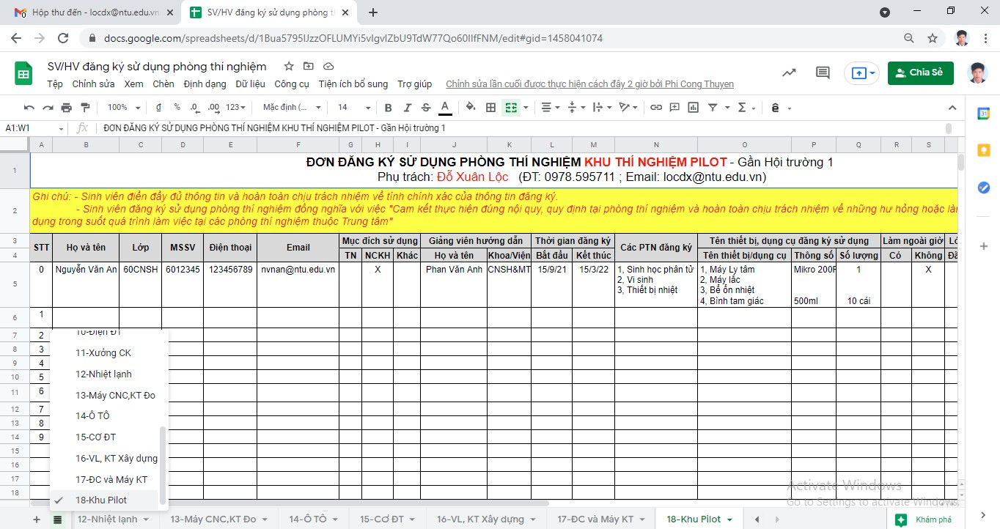 Hộp thư đến - locdx@ntu.edu.vn
SV/HV đăng ký sử dụng phòng th
docs.google.com/spreadsheets/d/1Bua5795lJzzOFLUMYi5vIgvlZbU9TdW77Qo60IIfFNM/edit#gid=1458041074
SV/HV đăng ký sử dụng phòng thí nghiệm
Tệp Chỉnh sửa Xem Chèn Định dạng Dữ liệu Công cụ Tiện ích bổ sung Trợ giúp Chỉnh sửa lần cuối được thực hiện cách đây 2 giờ bởi Phi Cong Thuyen
Chia Sẻ
100% đ % .0 .00 123 Mặc định (... 14 B I S A
A1:W1 fx ĐƠN ĐĂNG KÝ SỬ DỤNG PHÒNG THÍ NGHIỆM KHU THÍ NGHIỆM PILOT - Gần Hội trường 1
A B C D E F G H I J K L M N O P Q R S
1 ĐƠN ĐĂNG KÝ SỬ DỤNG PHÒNG THÍ NGHIỆM KHU THÍ NGHIỆM PILOT - Gần Hội trường 1
Phụ trách: Đỗ Xuân Lộc (ĐT: 0978.595711 ; Email: locdx@ntu.edu.vn)
Ghi chú: - Sinh viên điền đầy đủ thông tin và hoàn toàn chịu trách nhiệm về tính chính xác của thông tin đăng ký.
2 - Sinh viên đăng ký sử dụng phòng thí nghiệm đồng nghĩa với việc "Cam kết thực hiện đúng nội quy, quy định tại phòng thí nghiệm và hoàn toàn chịu trách nhiệm về những hư hỏng hoặc làm
dụng trong suốt quá trình làm việc tại các phòng thí nghiệm thuộc Trung tâm"
3 STT Họ và tên Lớp MSSV Điện thoại Email Mục đích sử dụng Giảng viên hướng dẫn Thời gian đăng ký Các PTN đăng ký Tên thiết bị, dụng cụ đăng ký sử dụng Làm ngoài giờ Lớ
4 TN NCKH Khác Họ và tên Khoa/Viện Bắt đầu Kết thúc Tên thiết bị/dụng cụ Thông số Số lượng Có Không Đã
0 Nguyễn Văn An 60CNSH 6012345 123456789 nvnan@ntu.edu.vn X Phan Văn Anh CNSH&MT 15/9/21 15/3/22 1, Sinh học phân tử 1, Máy Ly tâm Mikro 200R 1 X
2, Vi sinh 2, Máy lắc
5 3, Thiết bị nhiệt 3, Bể ổn nhiệt
4, Bình tam giác 500ml 10 cái
6 1
7 2
8 3
9 4
10 5
11 6
12 7
13 8
14 9
15
16
17
18
10-Điện ĐT
11-Xưởng CK
12-Nhiệt lạnh
13-Máy CNC,KT Đo
14-Ô TÔ
15-CƠ ĐT
16-VL, KT Xây dựng
17-ĐC và Máy KT
18-Khu Pilot
Activate Windows
Go to Settings to activate Windows.
12-Nhiệt lạnh 13-Máy CNC,KT Đo 14-Ô TÔ 15-CƠ ĐT 16-VL, KT Xây dựng 17-ĐC và Máy KT 18-Khu Pilot Khám phá